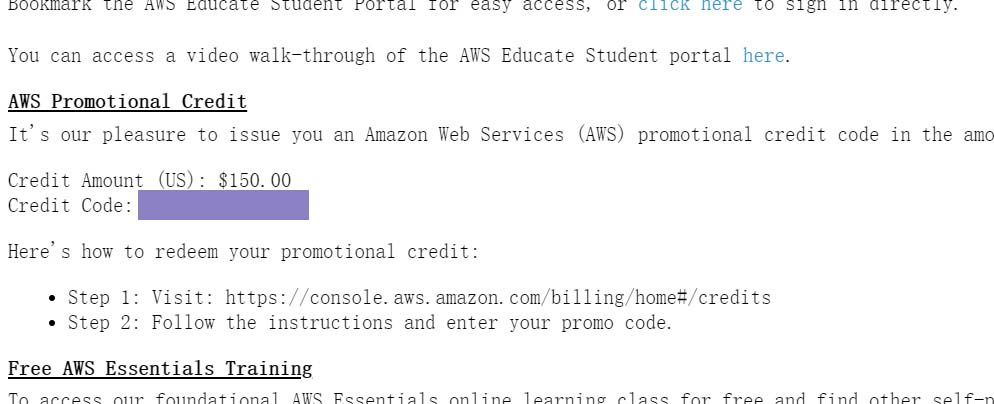 Bookmark the AWS Educate Student Portal for easy access, or click here to sign in directly.
You can access a video walk-through of the AWS Educate Student portal here.
AWS Promotional Credit
It's our pleasure to issue you an Amazon Web Services (AWS) promotional credit code in the amo
Credit Amount (US): $150.00
Credit Code:
Here's how to redeem your promotional credit:
• Step 1: Visit: https://console.aws.amazon.com/billing/home#/credits
• Step 2: Follow the instructions and enter your promo code.
Free AWS Essentials Training
To access our foundational AWS Essentials online learning class for free and find other self-p